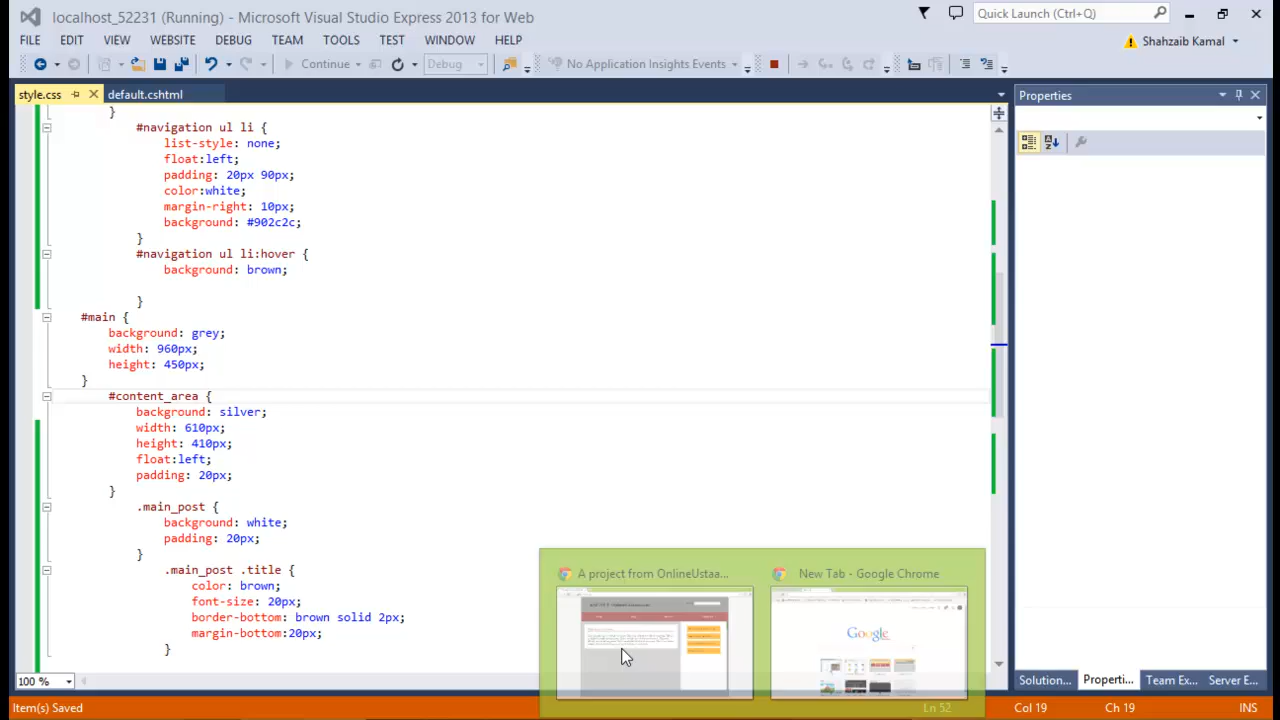 localhost_52231 (Running) - Microsoft Visual Studio Express 2013 for Web
Quick Launch (Ctrl+Q)
FILE EDIT VIEW WEBSITE DEBUG TEAM TOOLS TEST WINDOW HELP
Shahzaib Kamal
Continue Debug No Application Insights Events
style.css default.cshtml
Properties
}
#navigation ul li {
list-style: none;
float:left;
padding: 20px 90px;
color:white;
margin-right: 10px;
background: #902c2c;
}
#navigation ul li:hover {
background: brown;
}
#main {
background: grey;
width: 960px;
height: 450px;
}
#content_area {
background: silver;
width: 610px;
height: 410px;
float:left;
padding: 20px;
}
.main_post {
background: white;
padding: 20px;
}
.main_post .title {
color: brown;
font-size: 20px;
border-bottom: brown solid 2px;
margin-bottom:20px;
}
A project from OnlineUstaa... New Tab - Google Chrome
Google
100 %
Solution... Properti... Team Ex... Server E...
Item(s) Saved Ln 52 Col 19 Ch 19 INS